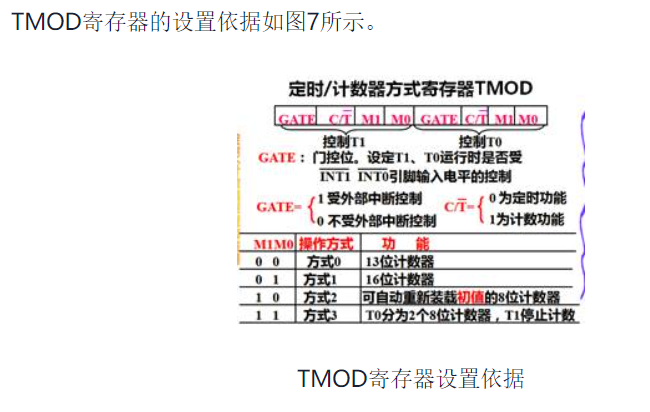 TMOD寄存器的设置依据如图7所示。
定时/计数器方式寄存器TMOD
GATE C/T̅ M1 M0 GATE C/T̅ M1 M0
控制T1 控制T0
GATE：门控位。设定T1、T0运行时是否受
I̅N̅T̅1̅ I̅N̅T̅0̅引脚输入电平的控制
GATE={ 1 受外部中断控制 C/T̅={ 0为定时功能
0 不受外部中断控制 1为计数功能
M1M0 操作方式 功 能
0 0 方式0 13位计数器
0 1 方式1 16位计数器
1 0 方式2 可自动重新装载初值的8位计数器
1 1 方式3 T0分为2个8位计数器，T1停止计数
TMOD寄存器设置依据